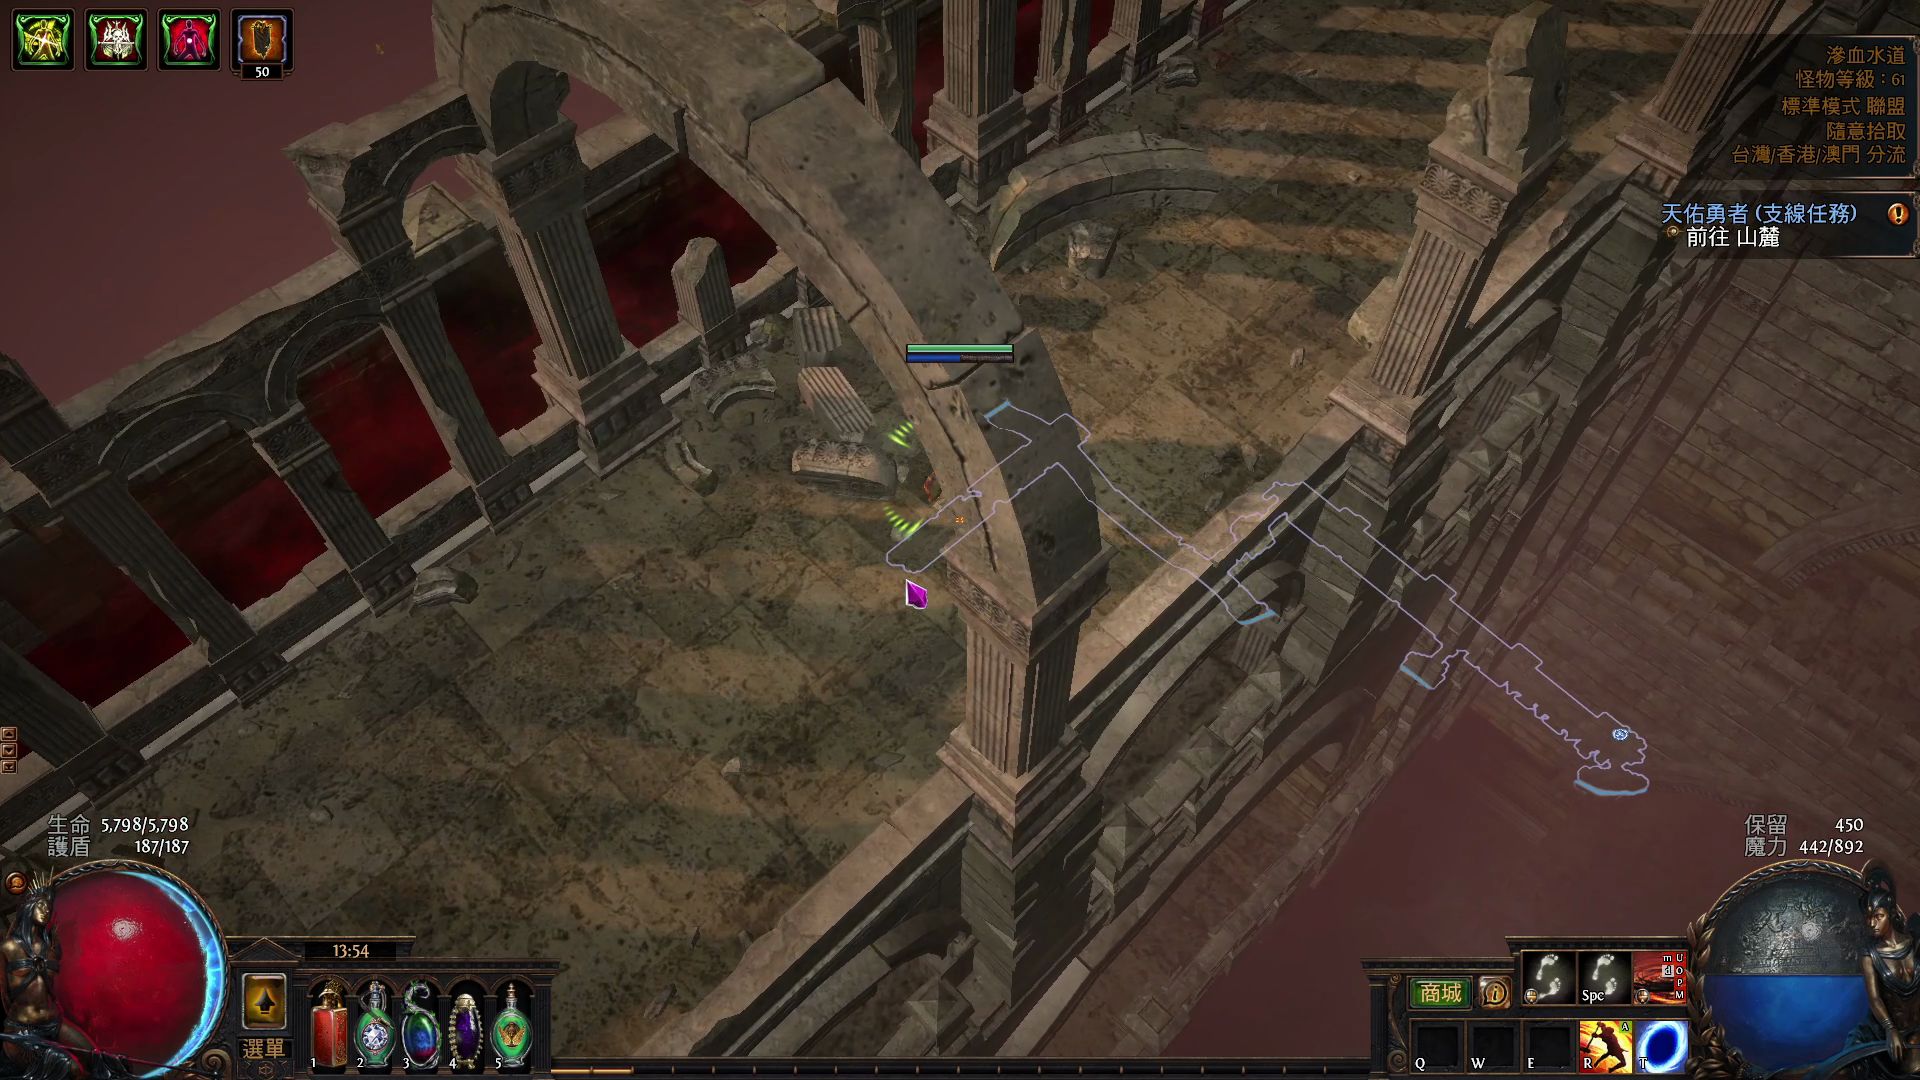 50
滲血水道
怪物等級：61
標準模式 聯盟
隨意拾取
台灣/香港/澳門 分流
天佑勇者 (支線任務)
前往 山麓
生命 5,798/5,798
護盾 187/187
保留 450
魔力 442/892
13:54
選單
1 2 3 4 5
商城
Spc
m U
d O
P
M
Q W E R T
A